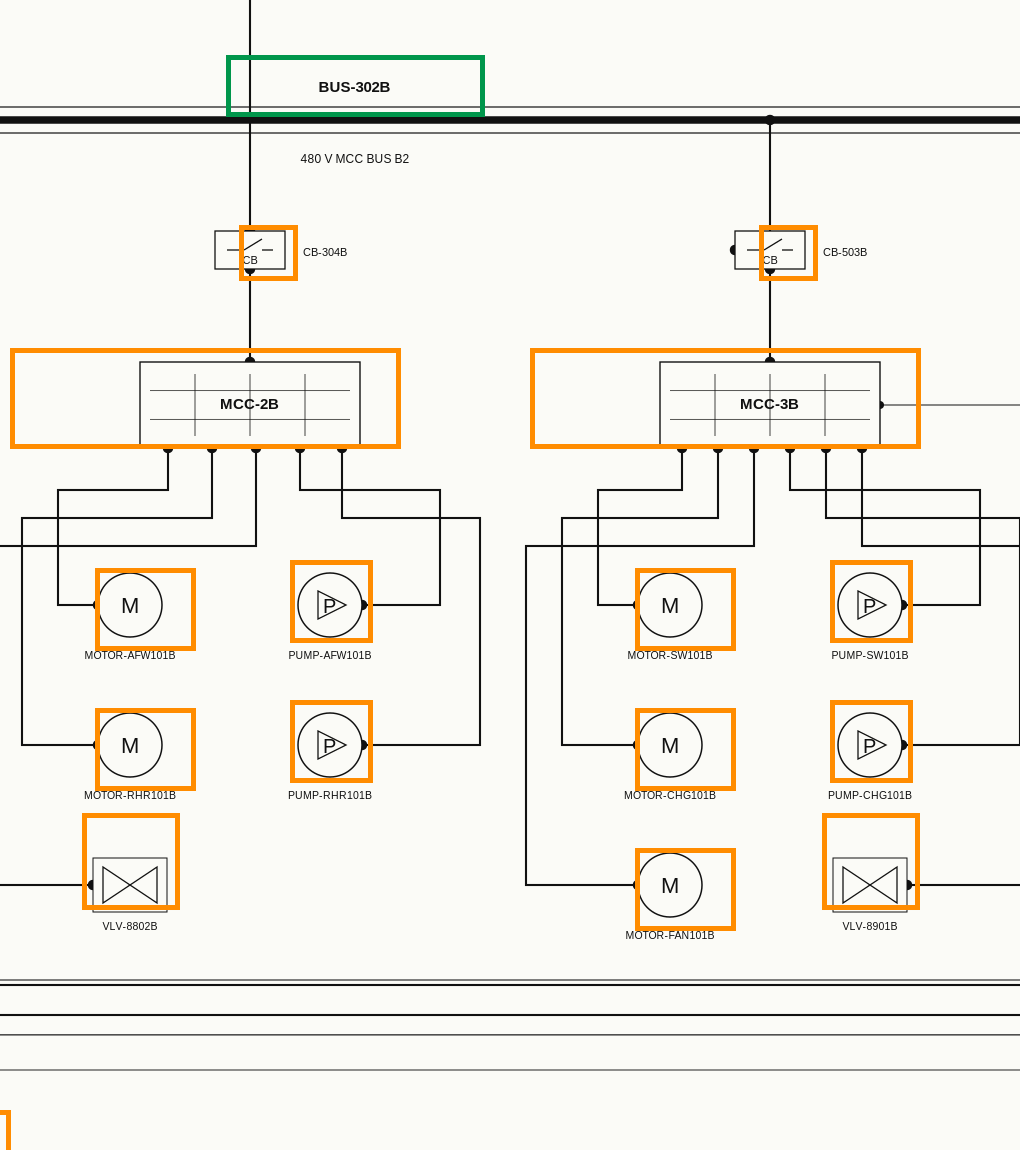 BUS-302B
480 V MCC BUS B2
CB
CB-304B
CB
CB-503B
MCC-2B
MCC-3B
M
P
M
P
MOTOR-AFW101B
PUMP-AFW101B
MOTOR-SW101B
PUMP-SW101B
M
P
M
P
MOTOR-RHR101B
PUMP-RHR101B
MOTOR-CHG101B
PUMP-CHG101B
M
VLV-8802B
VLV-8901B
MOTOR-FAN101B